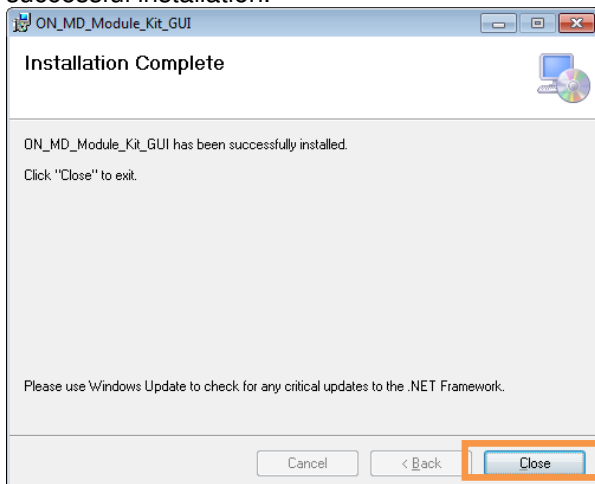 successful installation.
ON_MD_Module_Kit_GUI
Installation Complete
ON_MD_Module_Kit_GUI has been successfully installed.
Click "Close" to exit.
Please use Windows Update to check for any critical updates to the .NET Framework.
Cancel < Back Close